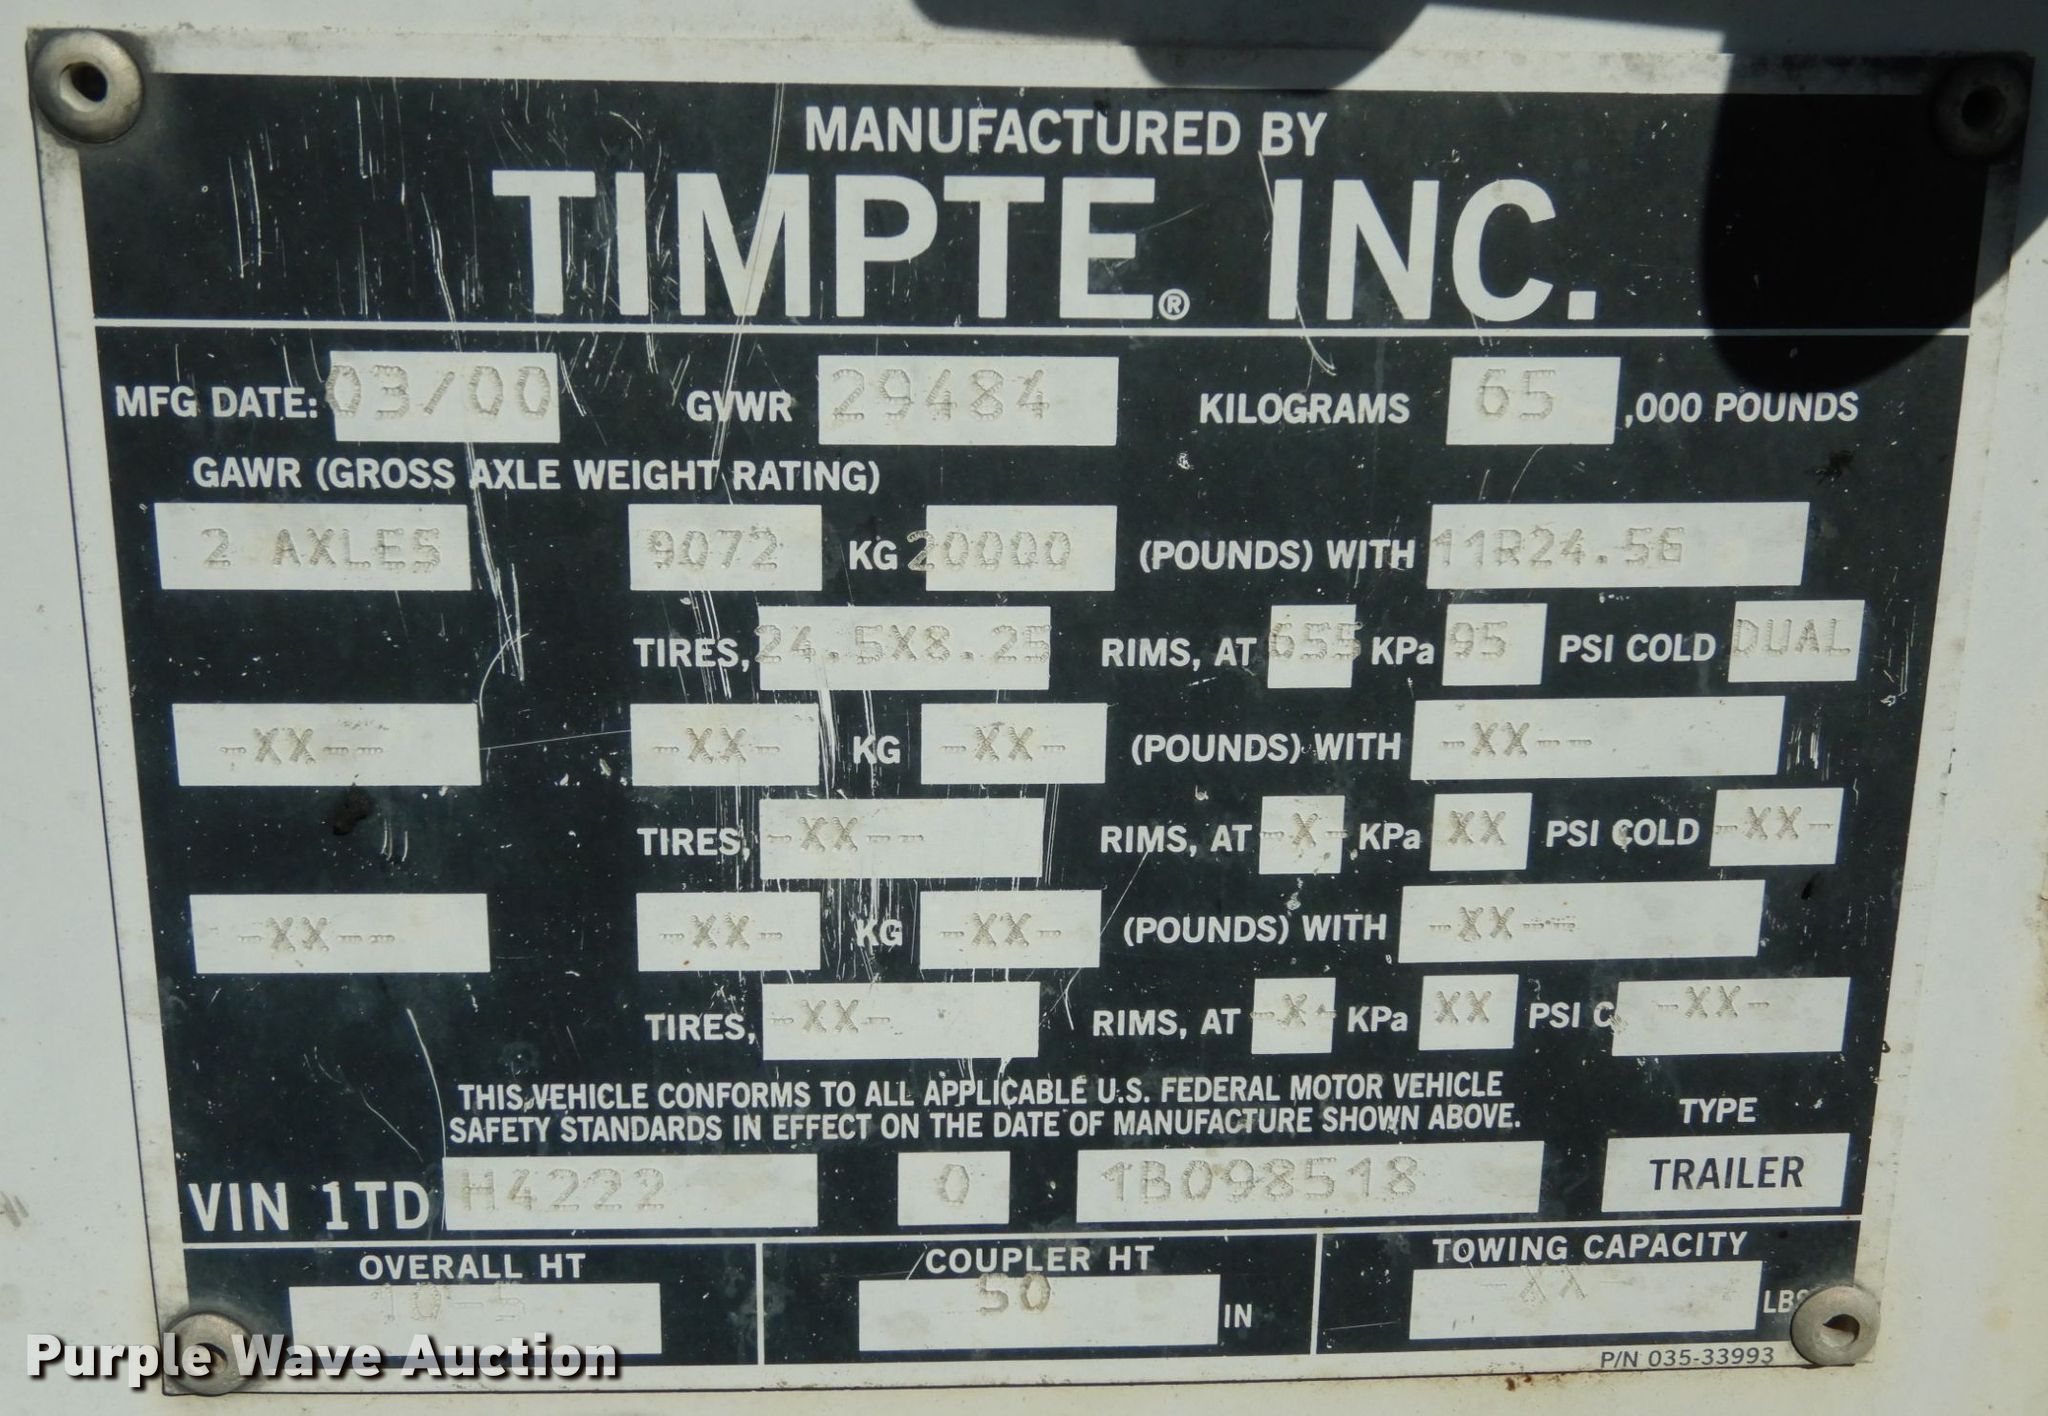 MANUFACTURED BY
TIMPTE® INC.
MFG DATE: 03/00 GVWR 29484 KILOGRAMS 65 ,000 POUNDS
GAWR (GROSS AXLE WEIGHT RATING)
2 AXLES 9072 KG 20000 (POUNDS) WITH 11R24.5G
TIRES, 24.5X8.25 RIMS, AT 655 KPa 95 PSI COLD DUAL
-XX-- -XX- KG -XX- (POUNDS) WITH -XX--
TIRES, -XX-- RIMS, AT -X- KPa XX PSI COLD -XX-
-XX-- -XX- KG -XX- (POUNDS) WITH -XX--
TIRES, -XX- RIMS, AT -X- KPa XX PSI C -XX-
THIS VEHICLE CONFORMS TO ALL APPLICABLE U.S. FEDERAL MOTOR VEHICLE
SAFETY STANDARDS IN EFFECT ON THE DATE OF MANUFACTURE SHOWN ABOVE.
TYPE
VIN 1TD H4222 0 1B098518 TRAILER
OVERALL HT COUPLER HT TOWING CAPACITY
10-5 50 IN -XX- LBS
P/N 035-33993
Purple Wave Auction